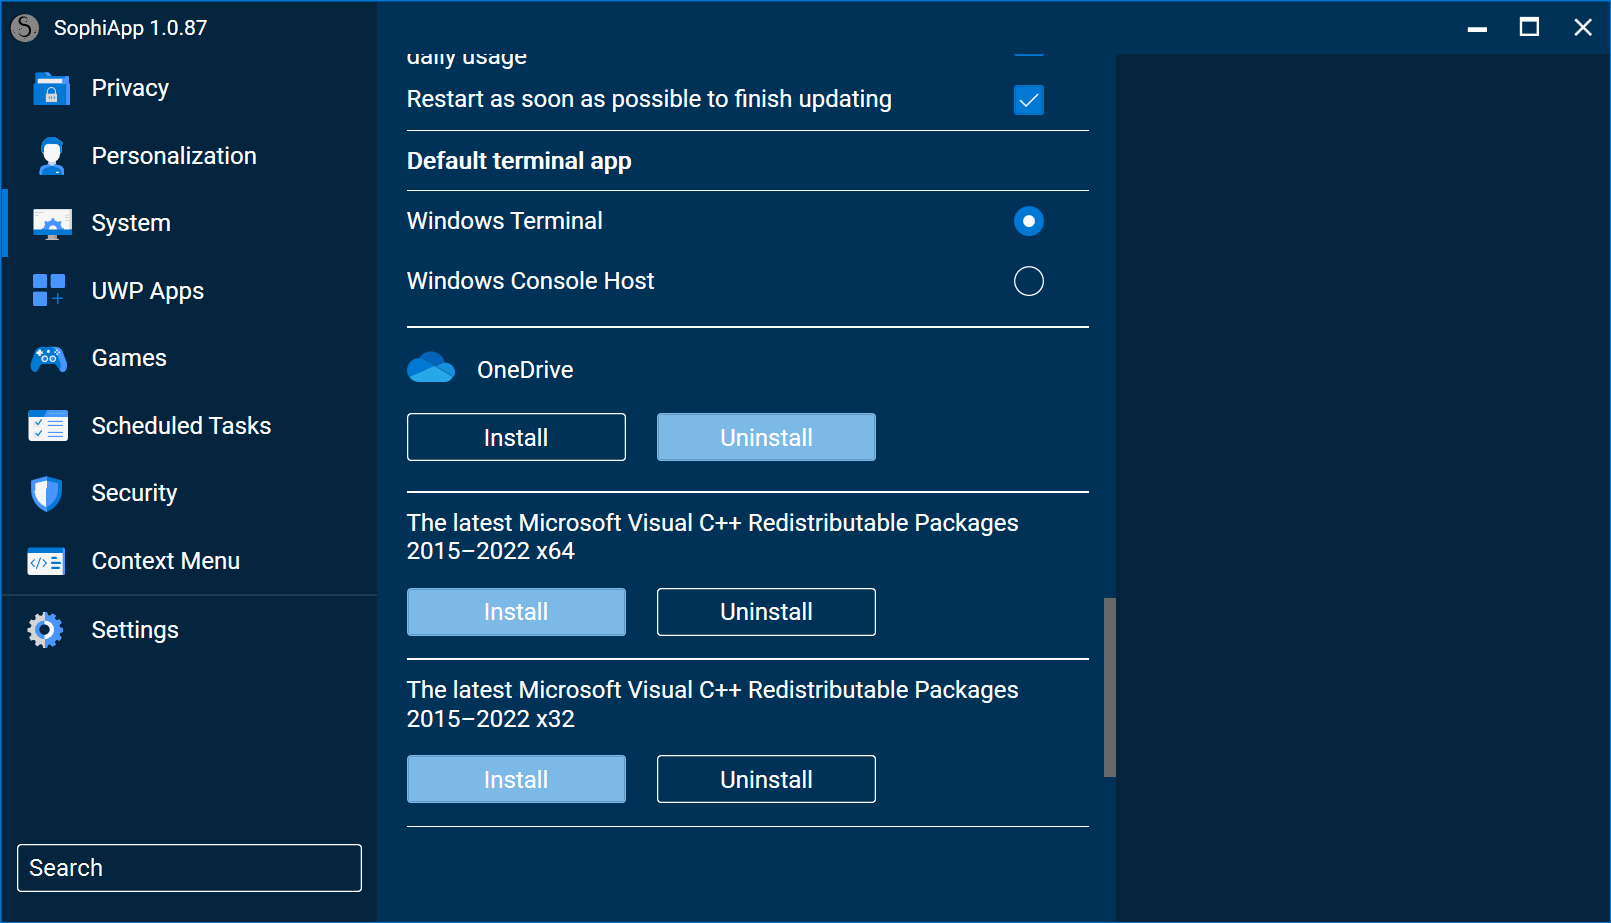 SophiApp 1.0.87
Privacy
Personalization
System
UWP Apps
Games
Scheduled Tasks
Security
Context Menu
Settings
Search
daily usage
Restart as soon as possible to finish updating
Default terminal app
Windows Terminal
Windows Console Host
OneDrive
Install Uninstall
The latest Microsoft Visual C++ Redistributable Packages
2015–2022 x64
Install Uninstall
The latest Microsoft Visual C++ Redistributable Packages
2015–2022 x32
Install Uninstall